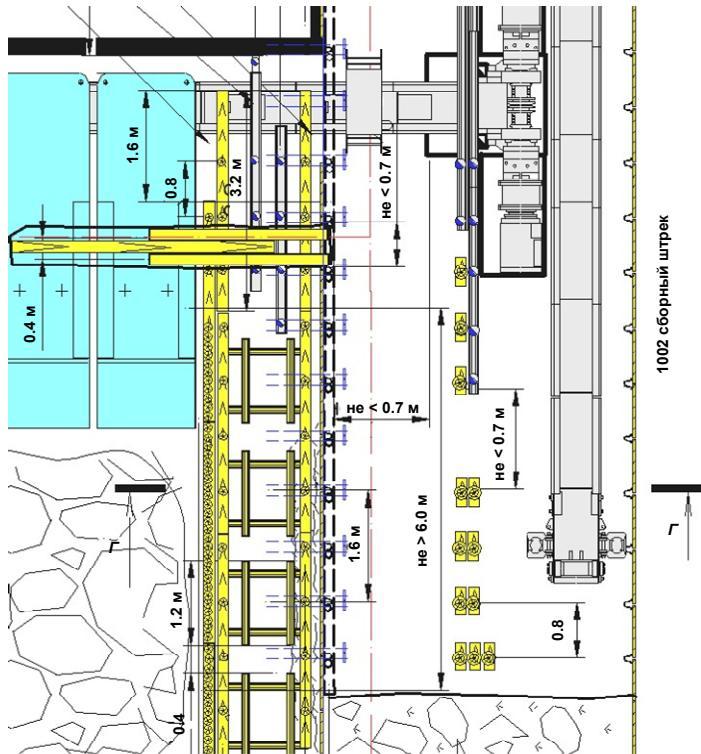 1.6 м
0.8
3.2 м
не < 0.7 м
0.4 м
1002 сборный штрек
не < 0.7 м
не < 0.7 м
Г
Г
1.6 м
не > 6.0 м
1.2 м
0.8
0.4